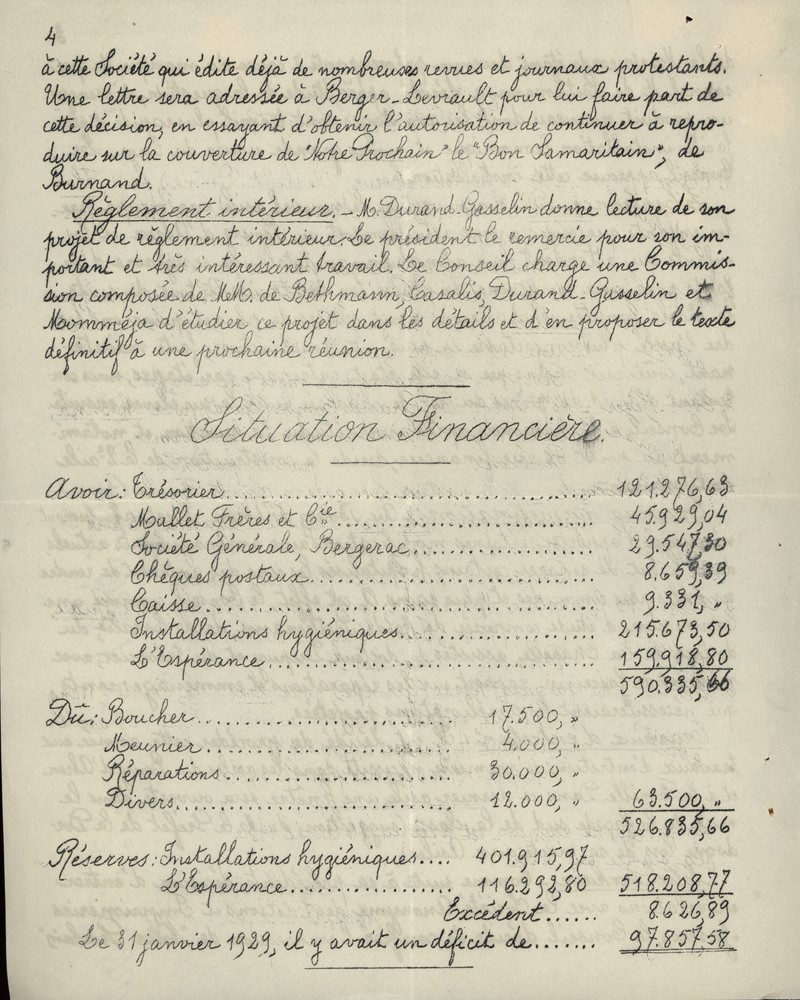 4
à cette Société qui édite déjà de nombreuses revues et journaux protestants.
Une lettre sera adressée à Berger-Levrault pour lui faire part de
cette décision, en essayant d'obtenir l'autorisation de continuer à repro-
duire sur la couverture de "Notre Prochain" le "Bon Samaritain", de
Burnand.
Règlement intérieur. - M. Durand-Gasselin donne lecture de son
projet de règlement intérieur. Le président le remercie pour son im-
portant et très intéressant travail. Le Conseil charge une Commis-
sion composée de MM. de Bethmann, Casalis, Durand-Gasselin et
Momméja d'étudier ce projet dans les détails et d'en proposer le texte
définitif à une prochaine réunion.
Situation Financière.
Avoir: Trésorier........ 121.276,63
Mallet Frères et Cie........ 45.929,04
Société Générale, Bergerac........ 29.547,30
Chèques postaux........ 8.659,39
Caisse........ 9.331, "
Installations hygiéniques........ 215.673,50
L'Espérance........ 159.918,80
590.335,66
Dû: Boucher........ 17.500, "
Meunier........ 4.000, "
Réparations........ 30.000, "
Divers........ 12.000, " 63.500, "
526.835,66
Réserves: Installations hygiéniques.... 401.915,97
L'Espérance........ 116.292,80 518.208,77
Excédent...... 8.626,89
Le 31 janvier 1929, il y avait un déficit de....... 97.857,58